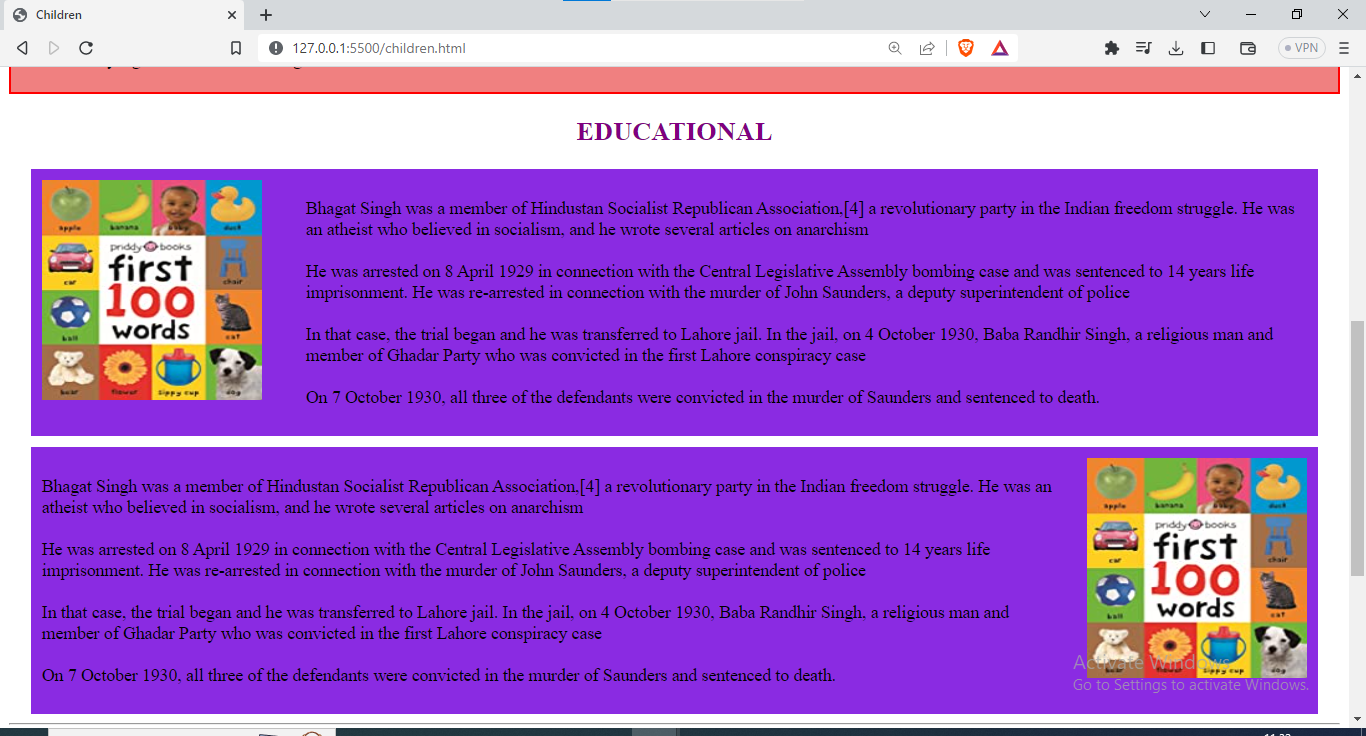 Children
127.0.0.1:5500/children.html
VPN
EDUCATIONAL
apple banana baby duck
priddy books
first
car chair
100
words
ball cat
bear flower sippy cup dog
Bhagat Singh was a member of Hindustan Socialist Republican Association,[4] a revolutionary party in the Indian freedom struggle. He was
an atheist who believed in socialism, and he wrote several articles on anarchism
He was arrested on 8 April 1929 in connection with the Central Legislative Assembly bombing case and was sentenced to 14 years life
imprisonment. He was re-arrested in connection with the murder of John Saunders, a deputy superintendent of police
In that case, the trial began and he was transferred to Lahore jail. In the jail, on 4 October 1930, Baba Randhir Singh, a religious man and
member of Ghadar Party who was convicted in the first Lahore conspiracy case
On 7 October 1930, all three of the defendants were convicted in the murder of Saunders and sentenced to death.
Bhagat Singh was a member of Hindustan Socialist Republican Association,[4] a revolutionary party in the Indian freedom struggle. He was an
atheist who believed in socialism, and he wrote several articles on anarchism
He was arrested on 8 April 1929 in connection with the Central Legislative Assembly bombing case and was sentenced to 14 years life
imprisonment. He was re-arrested in connection with the murder of John Saunders, a deputy superintendent of police
In that case, the trial began and he was transferred to Lahore jail. In the jail, on 4 October 1930, Baba Randhir Singh, a religious man and
member of Ghadar Party who was convicted in the first Lahore conspiracy case
On 7 October 1930, all three of the defendants were convicted in the murder of Saunders and sentenced to death.
apple banana baby duck
priddy books
first
car chair
100
words
ball cat
bear flower sippy cup dog
Activate Windows
Go to Settings to activate Windows.